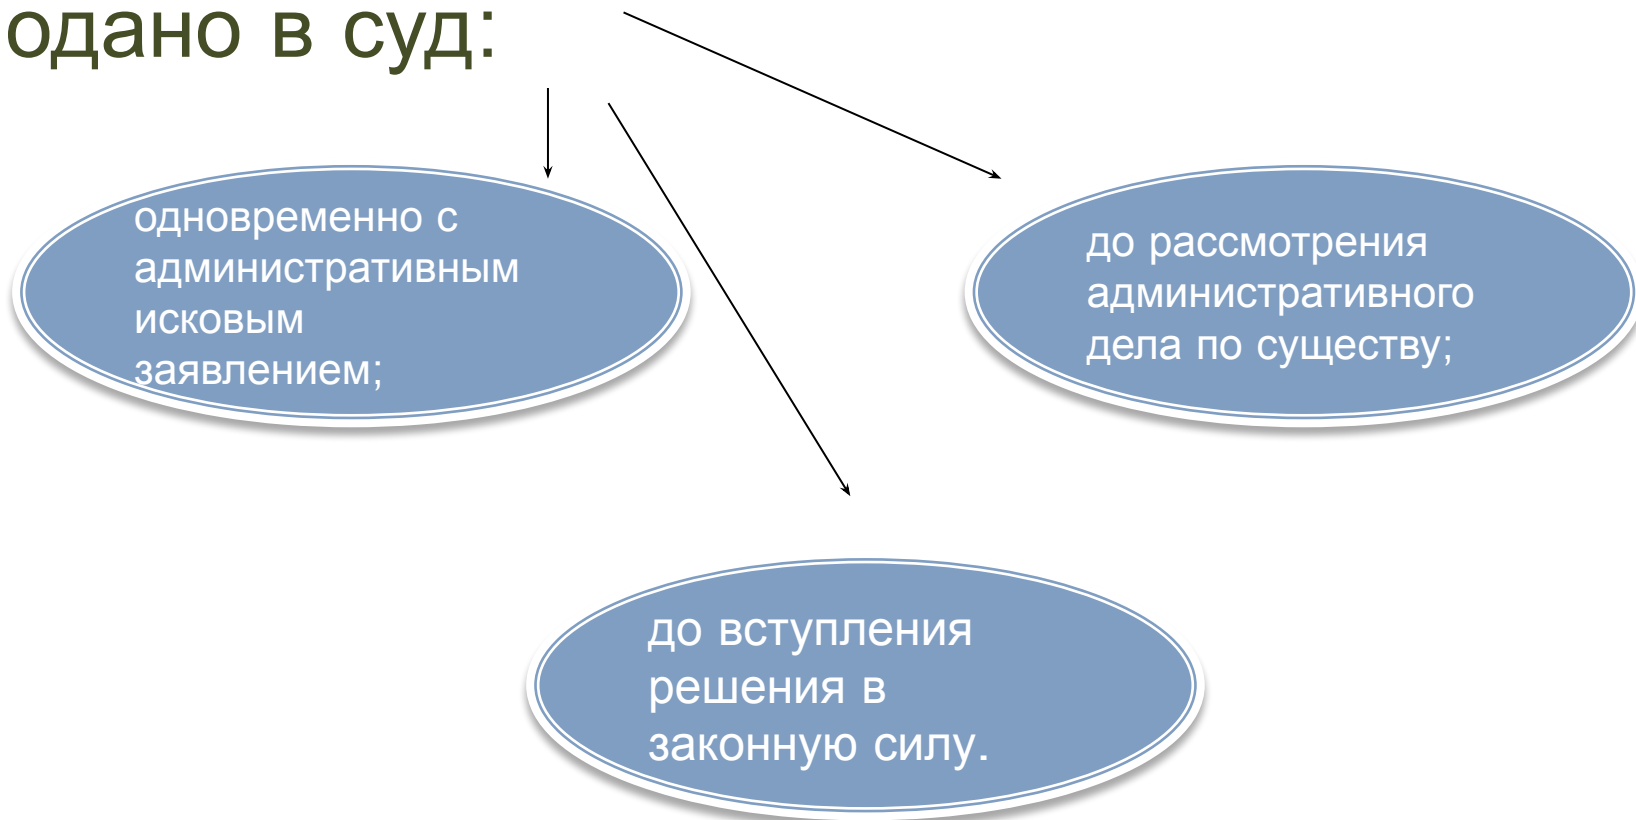 одано в суд:
одновременно с
административным
исковым
заявлением;
до рассмотрения
административного
дела по существу;
до вступления
решения в
законную силу.